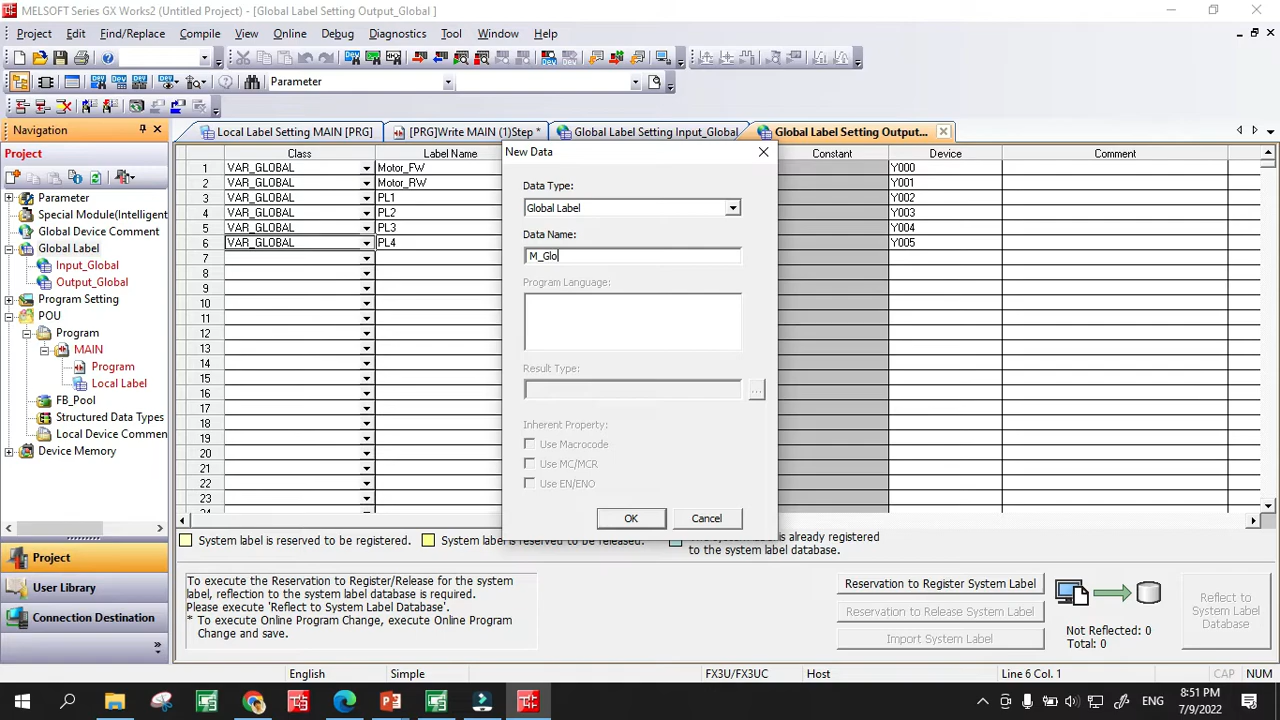 MELSOFT Series GX Works2 (Untitled Project) - [Global Label Setting Output_Global ]
Project Edit Find/Replace Compile View Online Debug Diagnostics Tool Window Help
Parameter
Navigation
Local Label Setting MAIN [PRG]
[PRG]Write MAIN (1)Step *
Global Label Setting Input_Global
Global Label Setting Output...
Project
Parameter
Special Module(Intelligent
Global Device Comment
Global Label
Input_Global
Output_Global
Program Setting
POU
Program
MAIN
Program
Local Label
FB_Pool
Structured Data Types
Local Device Commen
Device Memory
Project
User Library
Connection Destination
Class Label Name Constant Device Comment
1 VAR_GLOBAL Motor_FW Y000
2 VAR_GLOBAL Motor_RW Y001
3 VAR_GLOBAL PL1 Y002
4 VAR_GLOBAL PL2 Y003
5 VAR_GLOBAL PL3 Y004
6 VAR_GLOBAL PL4 Y005
7
8
9
10
11
12
13
14
15
16
17
18
19
20
21
22
23
24
New Data
Data Type:
Global Label
Data Name:
M_Glo
Program Language:
Result Type:
...
Inherent Property:
Use Macrocode
Use MC/MCR
Use EN/ENO
OK Cancel
System label is reserved to be registered.
System label is reserved to be released.
system label is already registered
to the system label database.
To execute the Reservation to Register/Release for the system
label, reflection to the system label database is required.
Please execute 'Reflect to System Label Database'.
* To execute Online Program Change, execute Online Program
Change and save.
Reservation to Register System Label
Reservation to Release System Label
Import System Label
Not Reflected: 0
Total: 0
Reflect to
System Label
Database
English Simple FX3U/FX3UC Host Line 6 Col. 1 CAP NUM
ENG
8:51 PM
7/9/2022